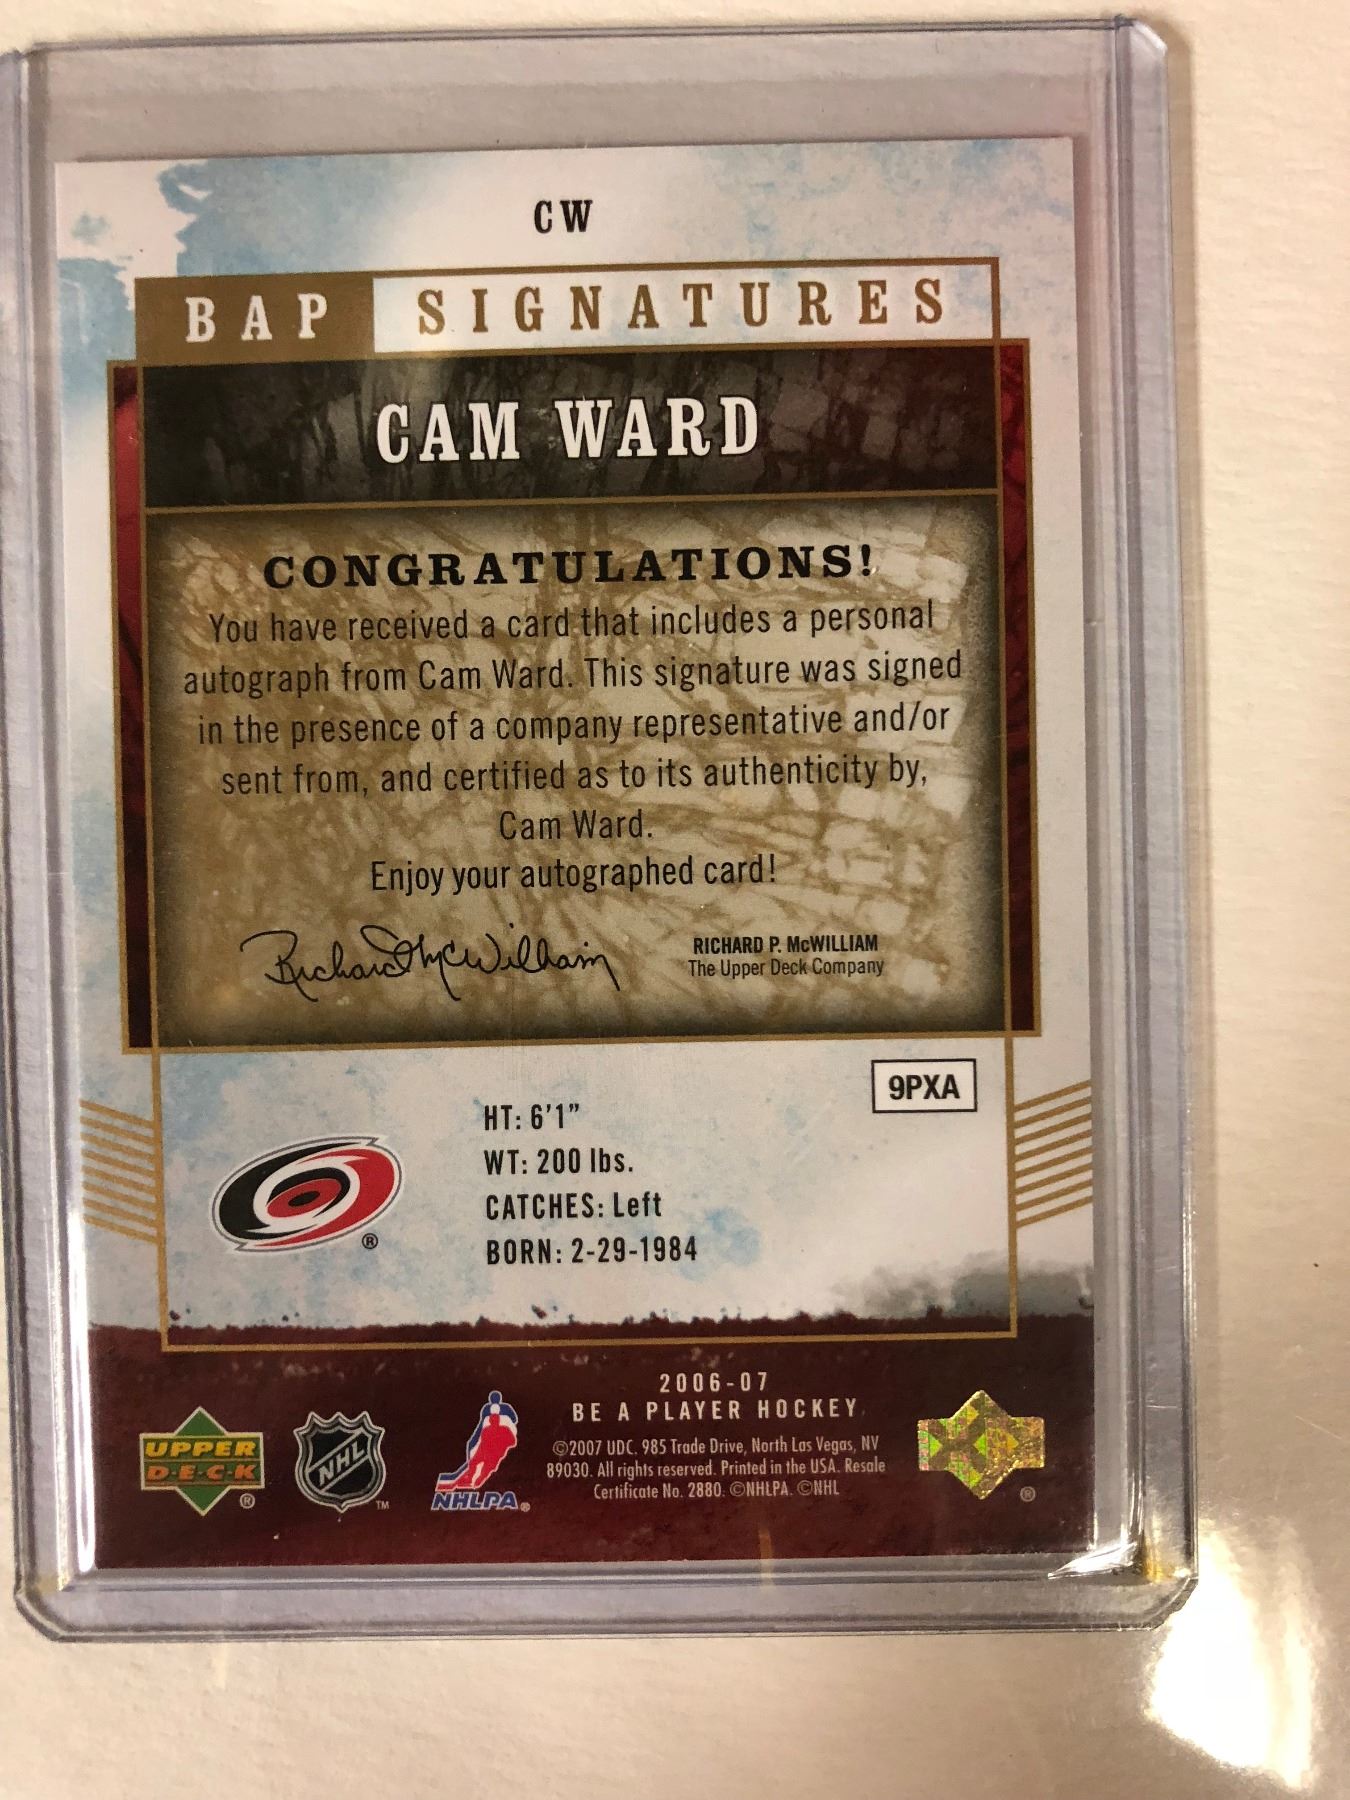 CW
BAP SIGNATURES
CAM WARD
CONGRATULATIONS!
You have received a card that includes a personal
autograph from Cam Ward. This signature was signed
in the presence of a company representative and/or
sent from, and certified as to its authenticity by,
Cam Ward.
Enjoy your autographed card!
Richard McWilliam
RICHARD P. McWILLIAM
The Upper Deck Company
9PXA
HT: 6'1"
WT: 200 lbs.
CATCHES: Left
BORN: 2-29-1984
®
2006-07
BE A PLAYER HOCKEY
©2007 UDC. 985 Trade Drive, North Las Vegas, NV
89030. All rights reserved. Printed in the USA. Resale
Certificate No. 2880. ©NHLPA. ©NHL
UPPER
D·E·C·K
®
NHL
TM
NHLPA®
®